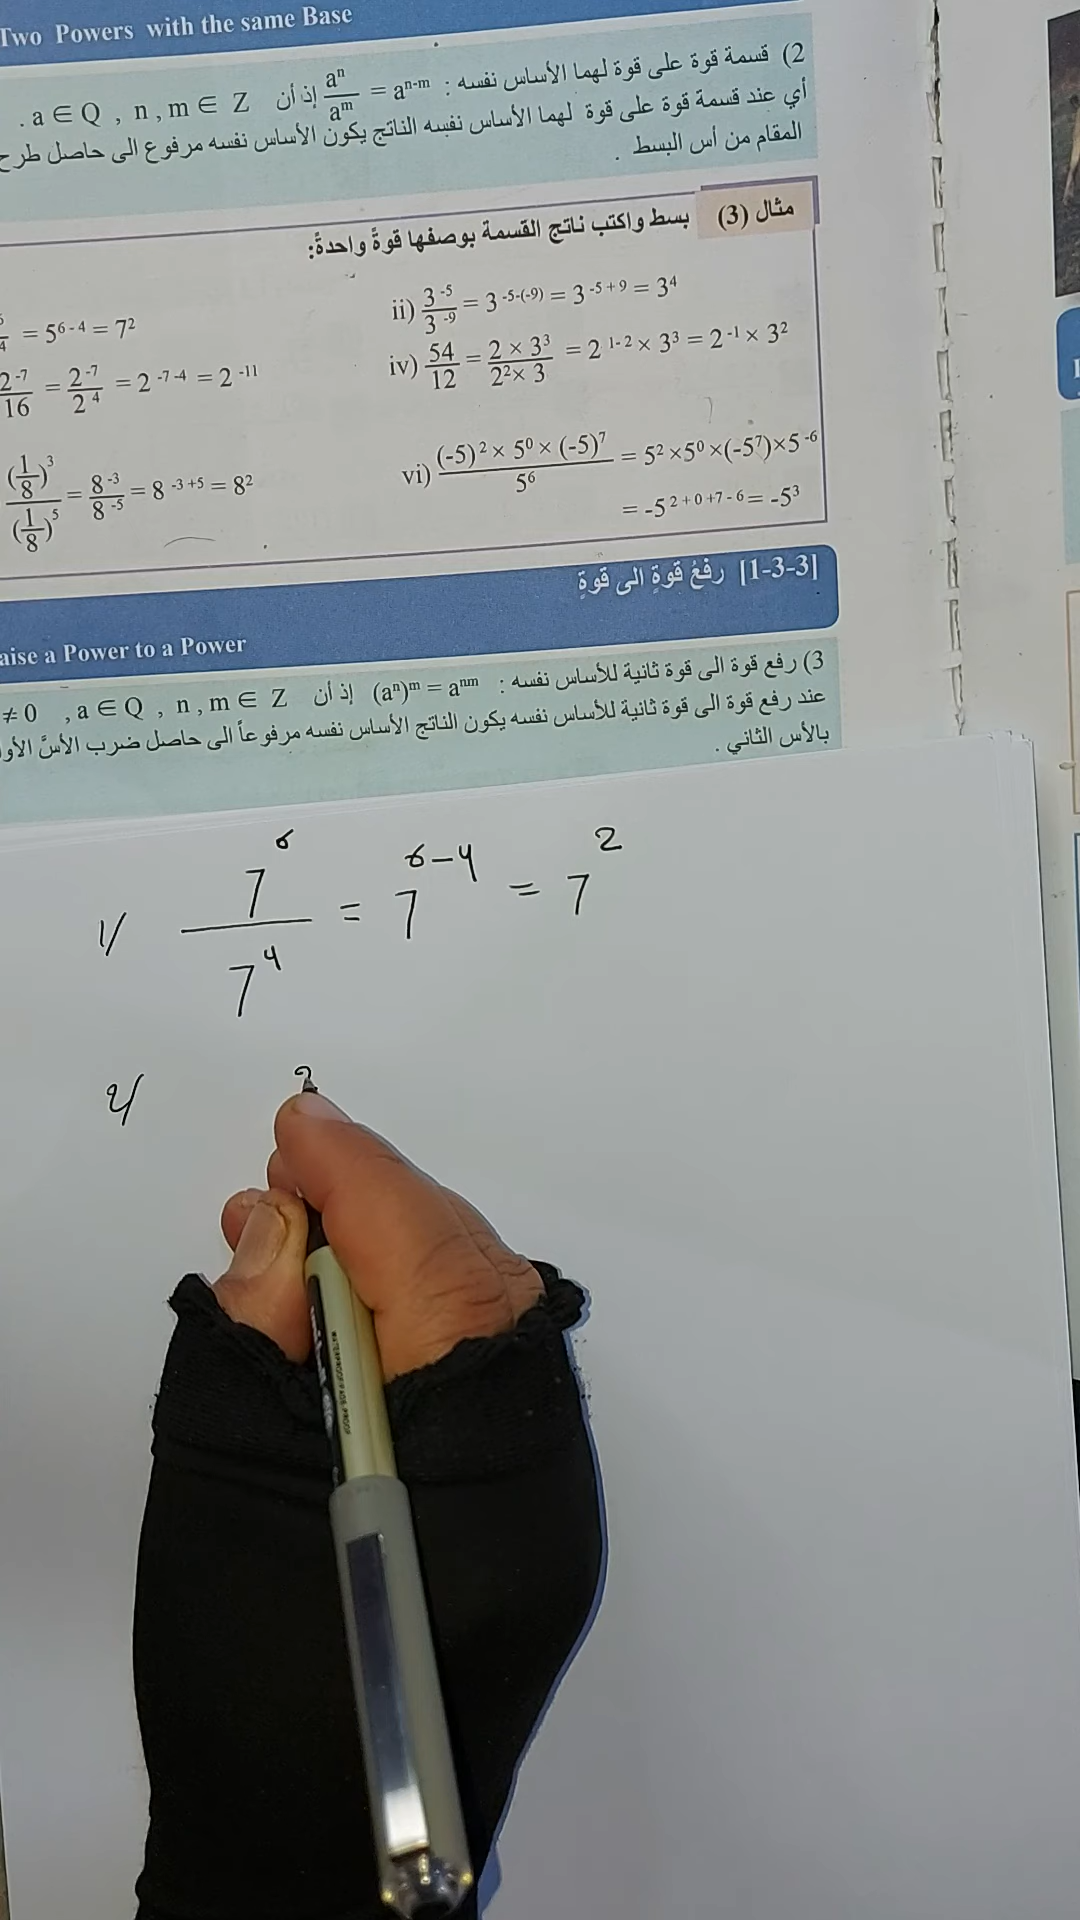 Two Powers with the same Base
2) قسمة قوة على قوة لهما الأساس نفسه : aⁿ/aᵐ = aⁿ⁻ᵐ إذ أن a ∈ Q , n , m ∈ Z .
أي عند قسمة قوة على قوة لهما الأساس نفسه الناتج يكون الأساس نفسه مرفوع الى حاصل طرح
المقام من أس البسط .
مثال (3) بسط واكتب ناتج القسمة بوصفها قوةً واحدةً:
= 5⁶⁻⁴ = 7²
ii) 3⁻⁵/3⁻⁹ = 3⁻⁵⁻⁽⁻⁹⁾ = 3⁻⁵⁺⁹ = 3⁴
2⁻⁷/16 = 2⁻⁷/2⁴ = 2⁻⁷⁻⁴ = 2⁻¹¹
iv) 54/12 = 2 × 3³/2² × 3 = 2¹⁻² × 3³ = 2⁻¹ × 3²
(1/8)³/(1/8)⁵ = 8⁻³/8⁻⁵ = 8⁻³⁺⁵ = 8²
vi) (-5)² × 5⁰ × (-5)⁷/5⁶ = 5² × 5⁰ × (-5⁷) × 5⁻⁶
= -5²⁺⁰⁺⁷⁻⁶ = -5³
[1-3-3] رفعُ قوةٍ الى قوةٍ
aise a Power to a Power
3) رفع قوة الى قوة ثانية للأساس نفسه : (aⁿ)ᵐ = aⁿᵐ إذ أن a ∈ Q , n , m ∈ Z , ≠ 0
عند رفع قوة الى قوة ثانية للأساس نفسه يكون الناتج الأساس نفسه مرفوعاً الى حاصل ضرب الأسَّ الأو
بالأس الثاني .
1/ 7⁶/7⁴ = 7⁶⁻⁴ = 7²
2/